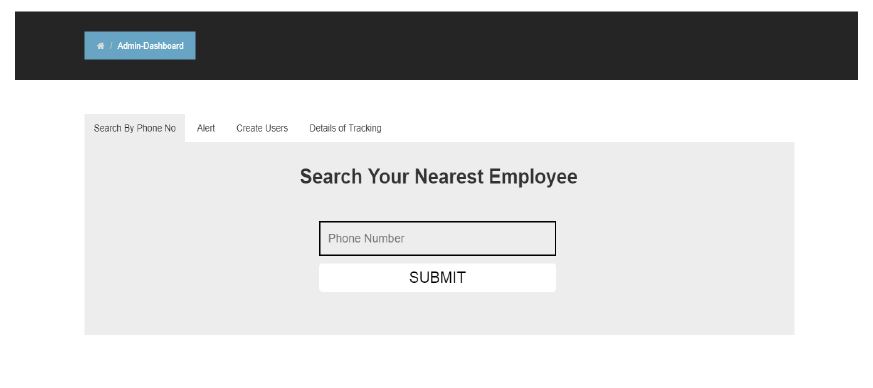 / Admin-Dashboard
Search By Phone No Alert Create Users Details of Tracking
Search Your Nearest Employee
Phone Number
SUBMIT